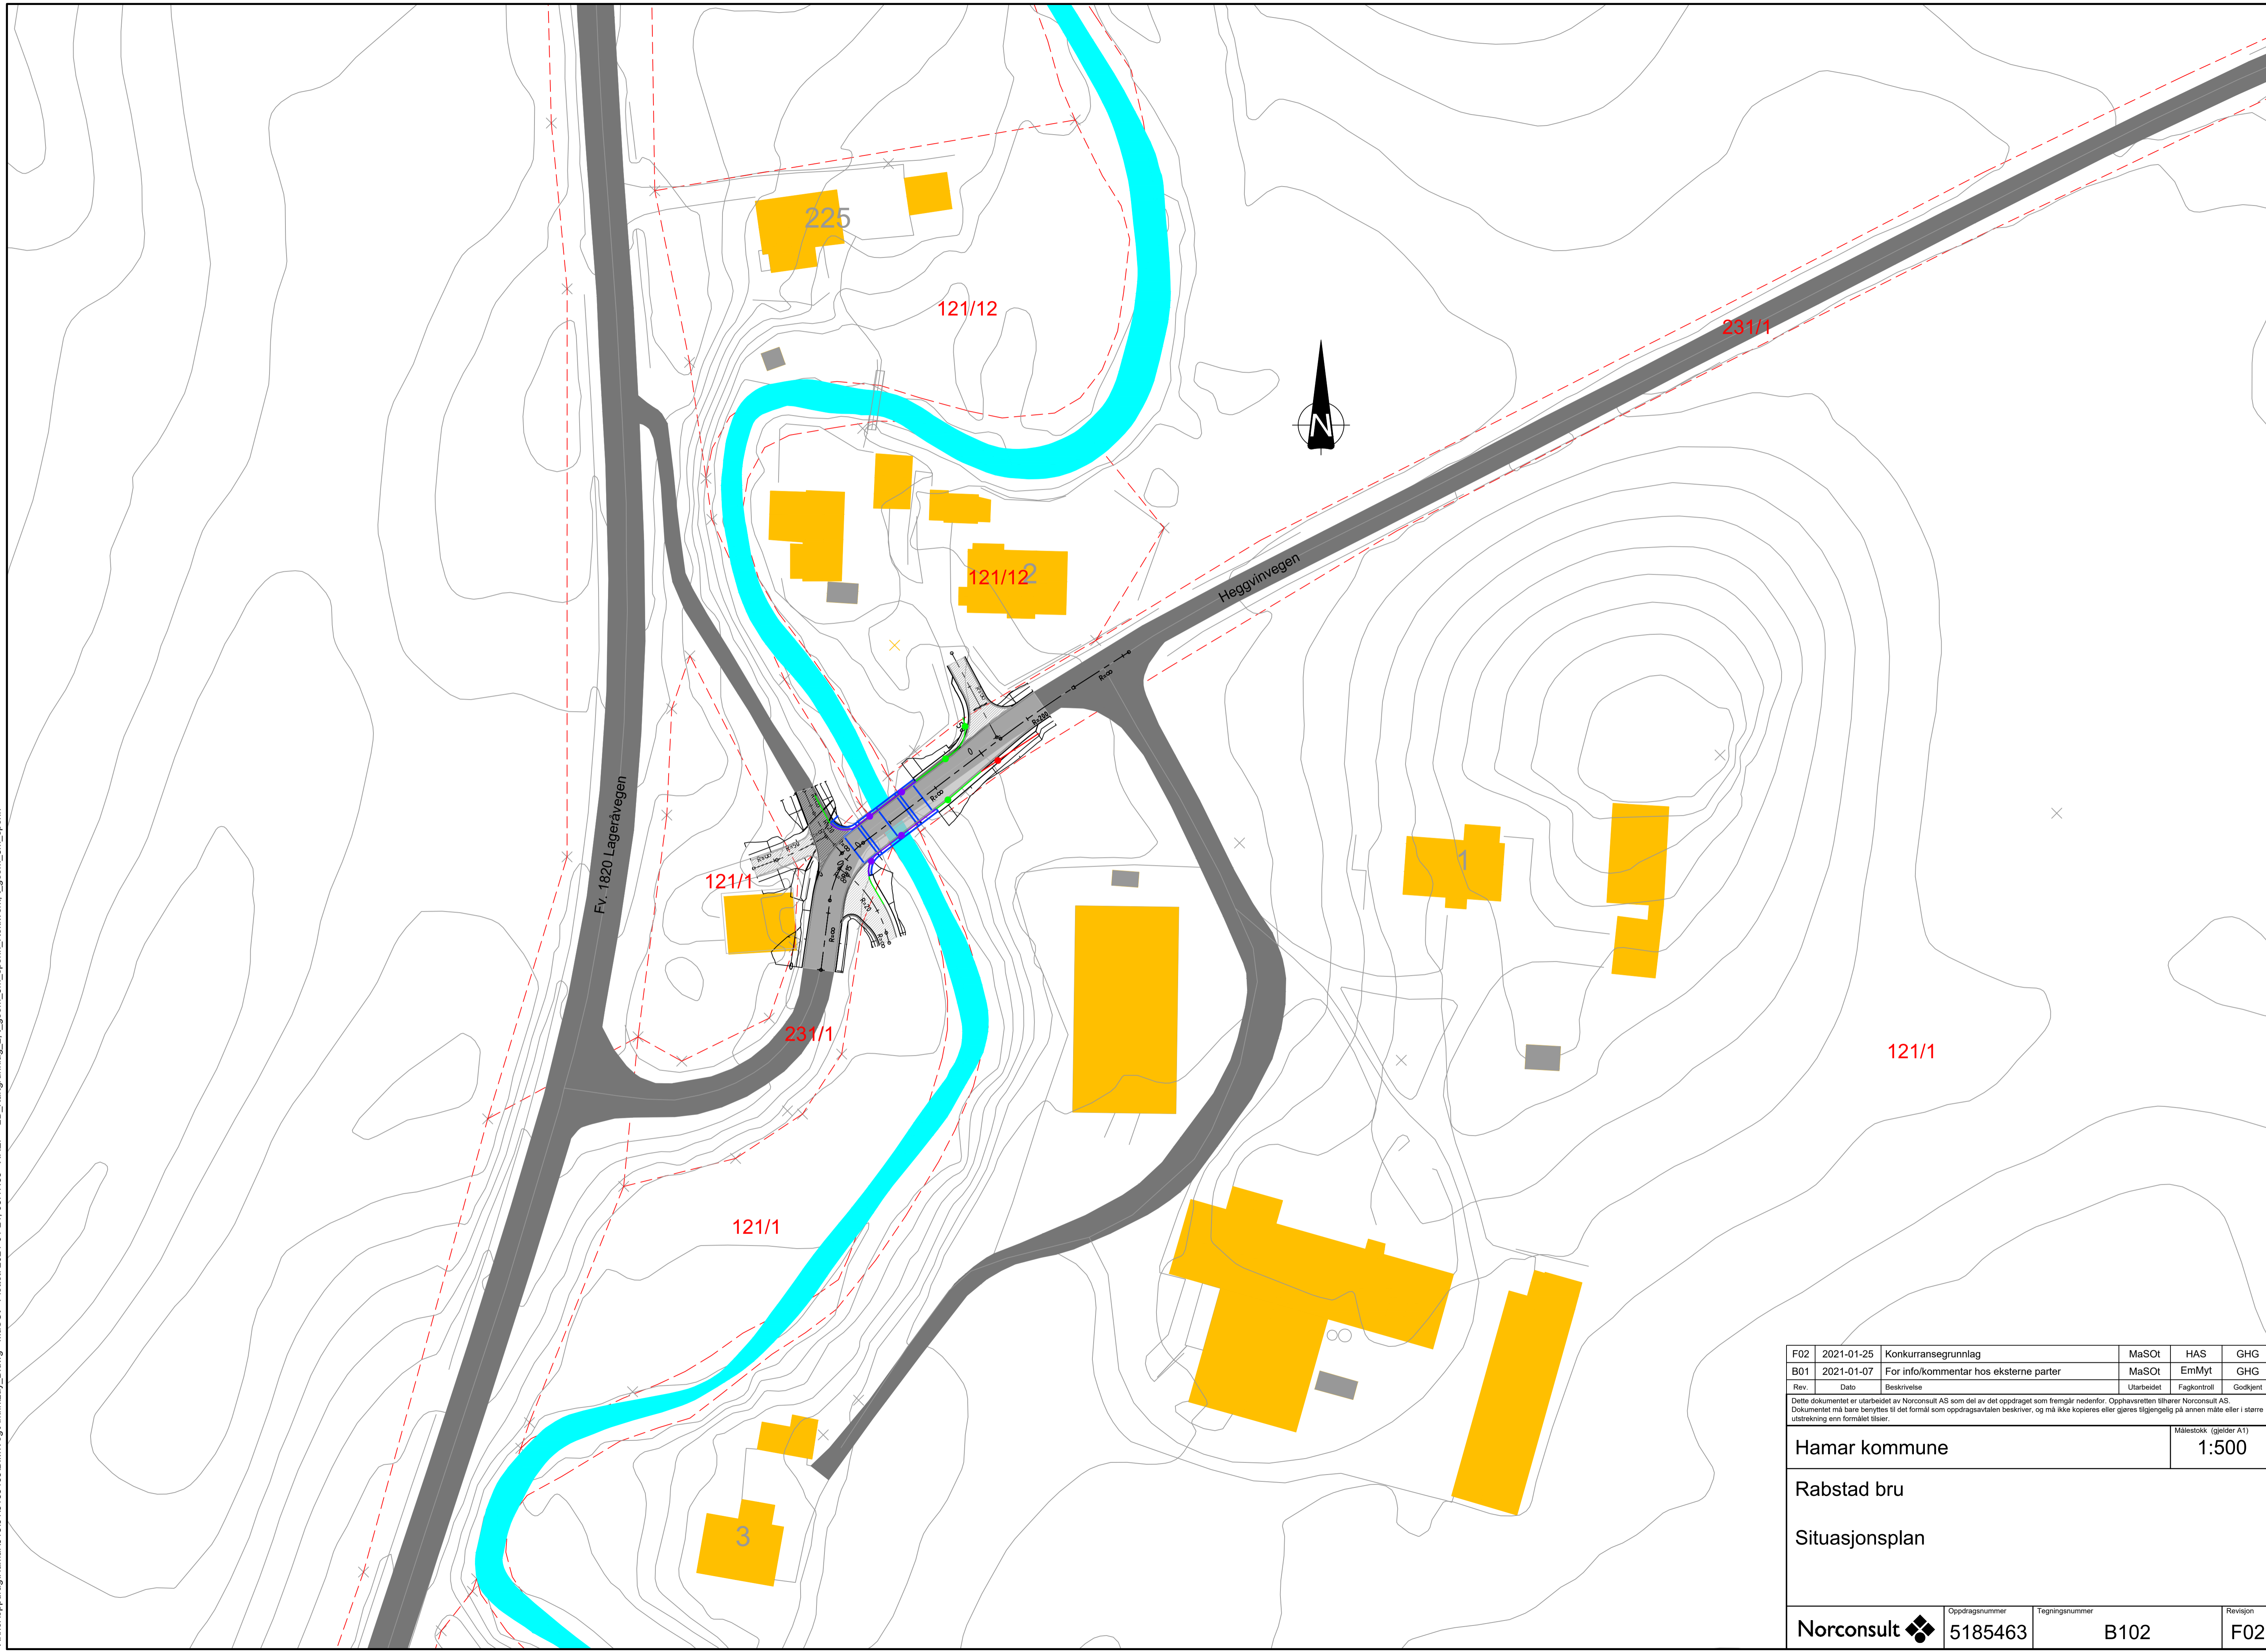 225
121/12
231/1
N
121/12
2
Heggvinvegen
R=∞
R=200
R=∞
R=∞
R=50
R=∞
Fv. 1820 Lageråvegen
121/1
R=20
R=∞
1
231/1
121/1
121/1
3
F02 2021-01-25 Konkurransegrunnlag MaSOt HAS GHG
B01 2021-01-07 For info/kommentar hos eksterne parter MaSOt EmMyt GHG
Rev. Dato Beskrivelse Utarbeidet Fagkontroll Godkjent
Dette dokumentet er utarbeidet av Norconsult AS som del av det oppdraget som fremgår nedenfor. Opphavsretten tilhører Norconsult AS.
Dokumentet må bare benyttes til det formål som oppdragsavtalen beskriver, og må ikke kopieres eller gjøres tilgjengelig på annen måte eller i større
utstrekning enn formålet tilsier.
Målestokk (gjelder A1)
Hamar kommune 1:500
Rabstad bru
Situasjonsplan
Oppdragsnummer Tegningsnummer Revisjon
Norconsult 5185463 B102 F02